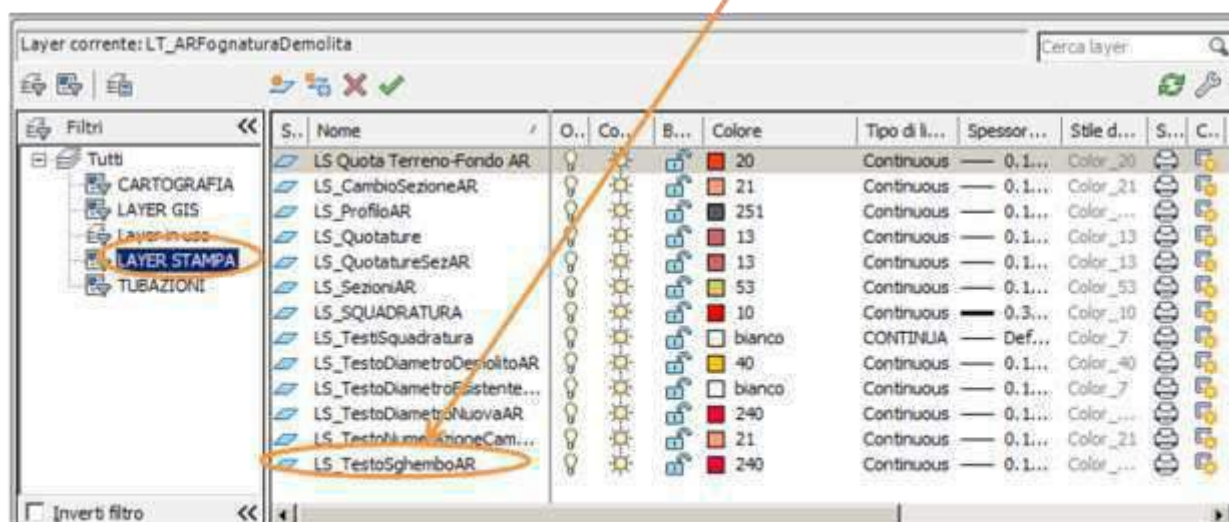 Layer corrente: LT_ARFognaturaDemolita
Cerca layer
Filtri
Tutti
CARTOGRAFIA
LAYER GIS
Layer in uso
LAYER STAMPA
TUBAZIONI
Inverti filtro
S.. Nome O.. Co... B... Colore Tipo di li... Spessor... Stile d... S... C..
LS Quota Terreno-Fondo AR 20 Continuous 0.1... Color_20
LS_CambioSezioneAR 21 Continuous 0.1... Color_21
LS_ProfiloAR 251 Continuous 0.1... Color_...
LS_Quotature 13 Continuous 0.1... Color_13
LS_QuotatureSezAR 13 Continuous 0.1... Color_13
LS_SezioniAR 53 Continuous 0.1... Color_53
LS_SQUADRATURA 10 Continuous 0.3... Color_10
LS_TestiSquadratura bianco CONTINUA Def... Color_7
LS_TestoDiametroDemolitoAR 40 Continuous 0.1... Color_40
LS_TestoDiametroEsistente... bianco Continuous 0.1... Color_7
LS_TestoDiametroNuovaAR 240 Continuous 0.1... Color_...
LS_TestoNumerazioneCam... 21 Continuous 0.1... Color_21
LS_TestoSghemboAR 240 Continuous 0.1... Color_...